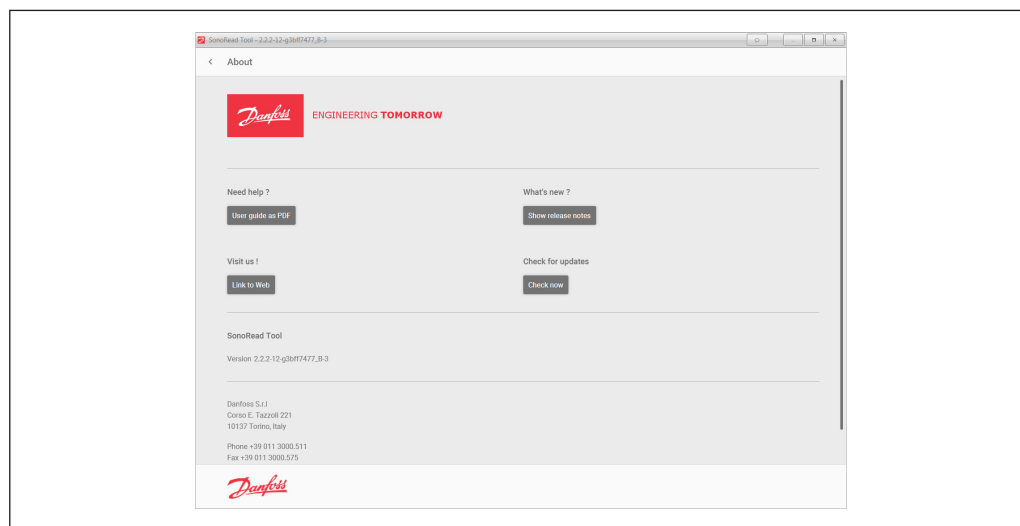 SonoRead Tool - 2.2.2-12-g3bff7477_B-3
About
Danfoss
ENGINEERING TOMORROW
Need help ?
What's new ?
User guide as PDF
Show release notes
Visit us !
Check for updates
Link to Web
Check now
SonoRead Tool
Version 2.2.2-12-g3bff7477_B-3
Danfoss S.r.l
Corso E. Tazzoli 221
10137 Torino, Italy
Phone +39 011 3000.511
Fax +39 011 3000.575
Danfoss